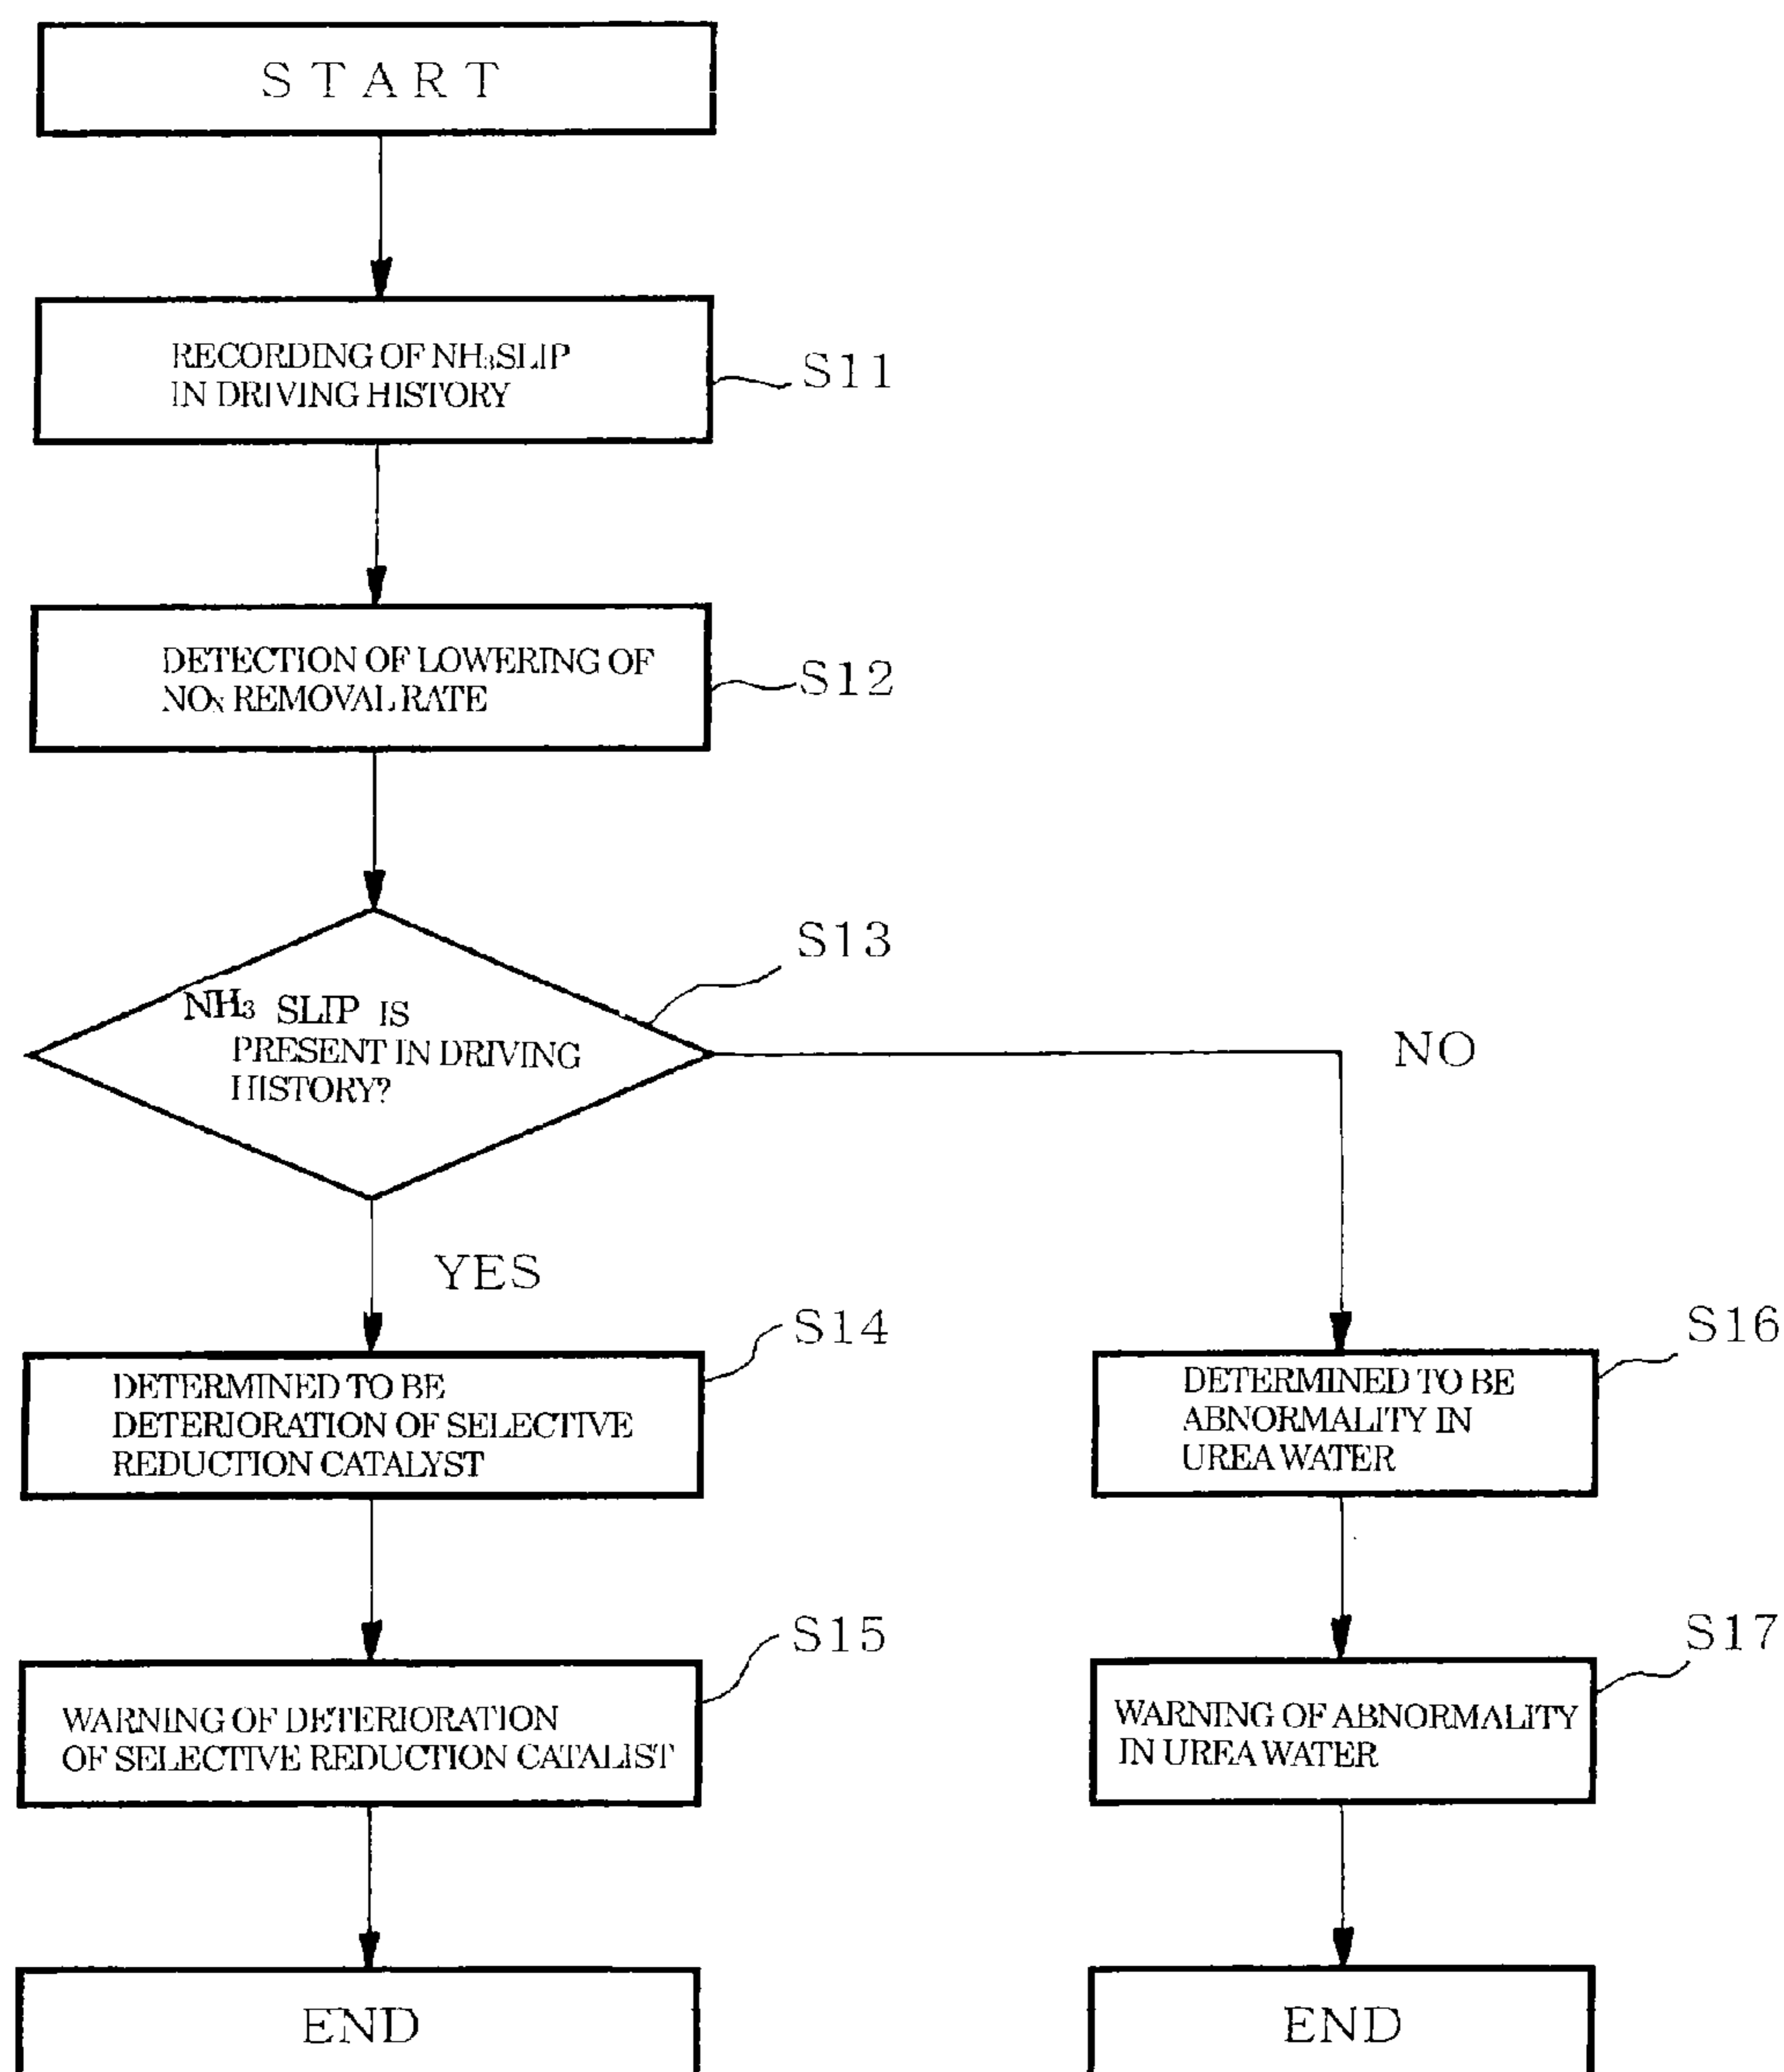 START
RECORDING OF NH₃ SLIP
IN DRIVING HISTORY
S11
DETECTION OF LOWERING OF
NOₓ REMOVAL RATE
S12
S13
NH₃ SLIP IS
PRESENT IN DRIVING
HISTORY?
NO
YES
S14
DETERMINED TO BE
DETERIORATION OF SELECTIVE
REDUCTION CATALYST
S16
DETERMINED TO BE
ABNORMALITY IN
UREA WATER
S15
WARNING OF DETERIORATION
OF SELECTIVE REDUCTION CATALIST
S17
WARNING OF ABNORMALITY
IN UREA WATER
END
END